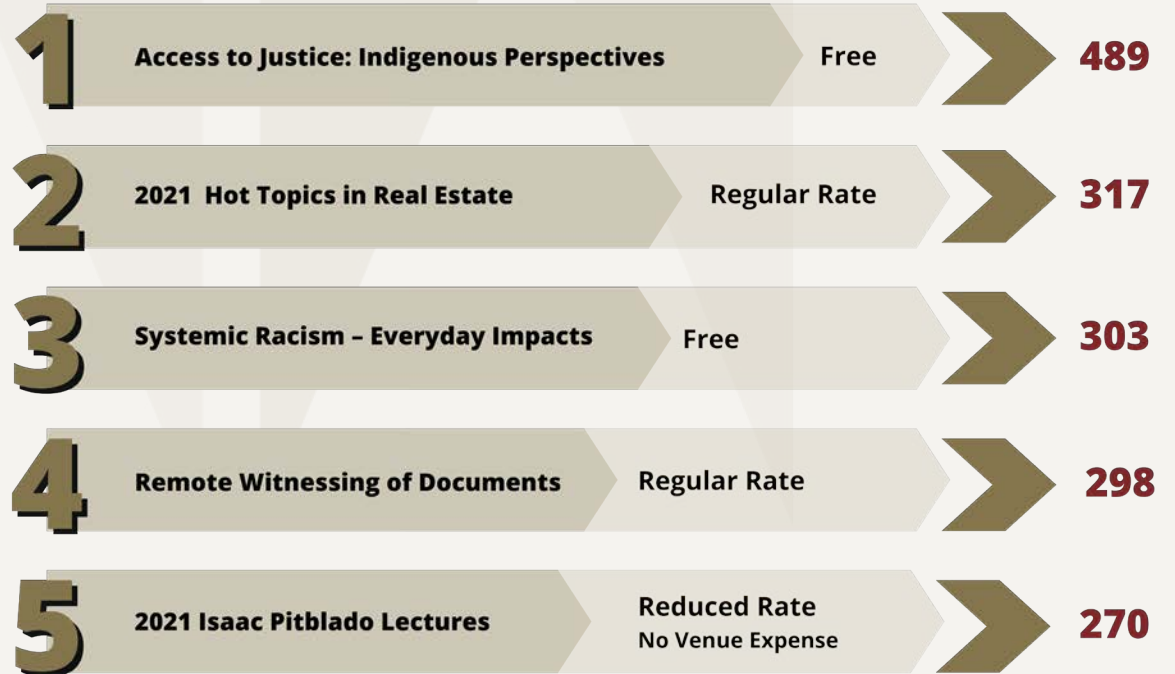 1 Access to Justice: Indigenous Perspectives Free 489
2 2021 Hot Topics in Real Estate Regular Rate 317
3 Systemic Racism – Everyday Impacts Free 303
4 Remote Witnessing of Documents Regular Rate 298
5 2021 Isaac Pitblado Lectures Reduced Rate 270
No Venue Expense